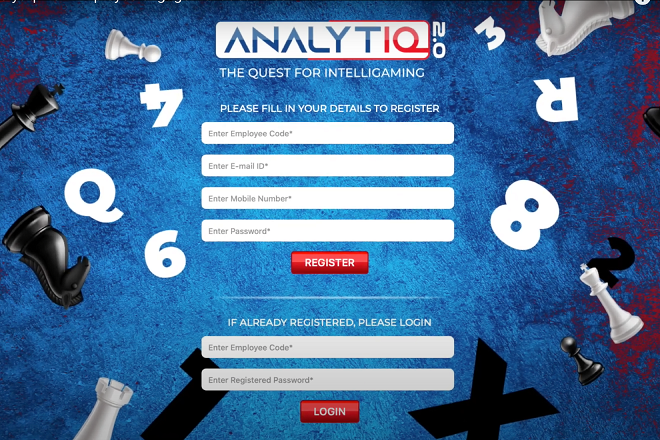 ANALYTIQ 2.0
THE QUEST FOR INTELLIGAMING
PLEASE FILL IN YOUR DETAILS TO REGISTER
Enter Employee Code*
Enter E-mail ID*
Enter Mobile Number*
Enter Password*
REGISTER
IF ALREADY REGISTERED, PLEASE LOGIN
Enter Employee Code*
Enter Registered Password*
LOGIN
3
4
R
Q
8
6
2
1
X